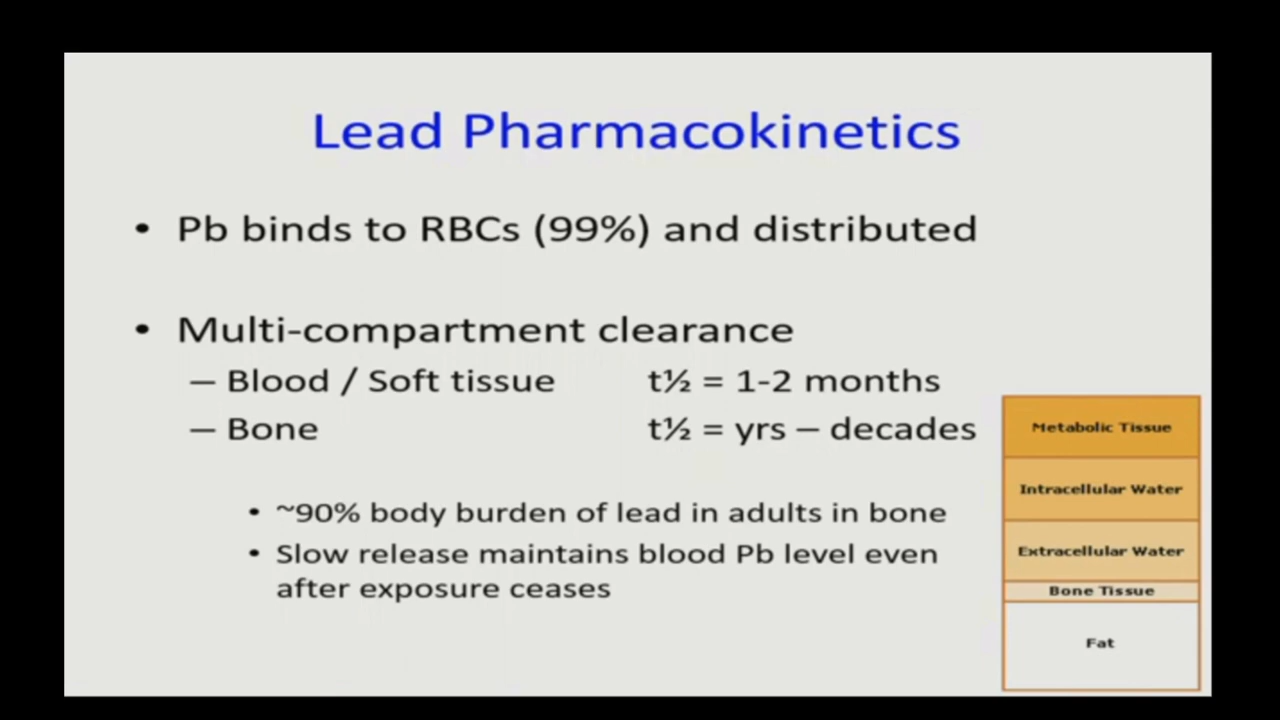 Lead Pharmacokinetics
• Pb binds to RBCs (99%) and distributed
• Multi-compartment clearance
– Blood / Soft tissue t½ = 1-2 months
– Bone t½ = yrs – decades
• ~90% body burden of lead in adults in bone
• Slow release maintains blood Pb level even
after exposure ceases
Metabolic Tissue
Intracellular Water
Extracellular Water
Bone Tissue
Fat